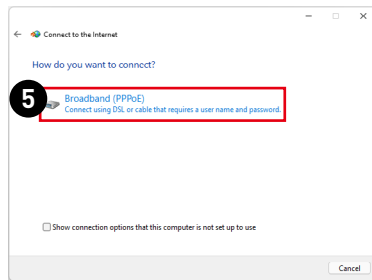 Connect to the Internet
How do you want to connect?
5
Broadband (PPPoE)
Connect using DSL or cable that requires a user name and password.
Show connection options that this computer is not set up to use
Cancel